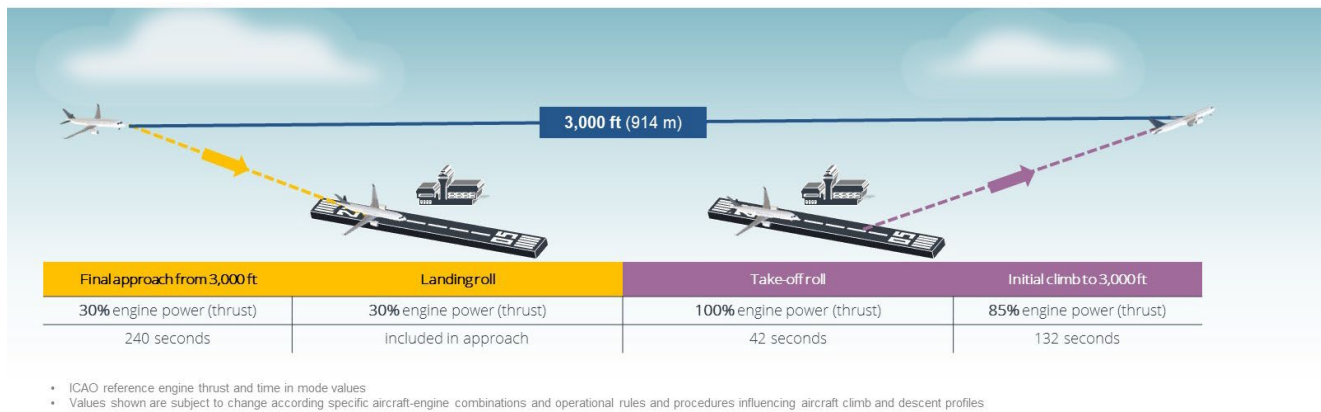 3,000 ft (914 m)
Final approach from 3,000 ft
Landing roll
Take-off roll
Initial climb to 3,000 ft
30% engine power (thrust)
30% engine power (thrust)
100% engine power (thrust)
85% engine power (thrust)
240 seconds
included in approach
42 seconds
132 seconds
• ICAO reference engine thrust and time in mode values
• Values shown are subject to change according specific aircraft-engine combinations and operational rules and procedures influencing aircraft climb and descent profiles